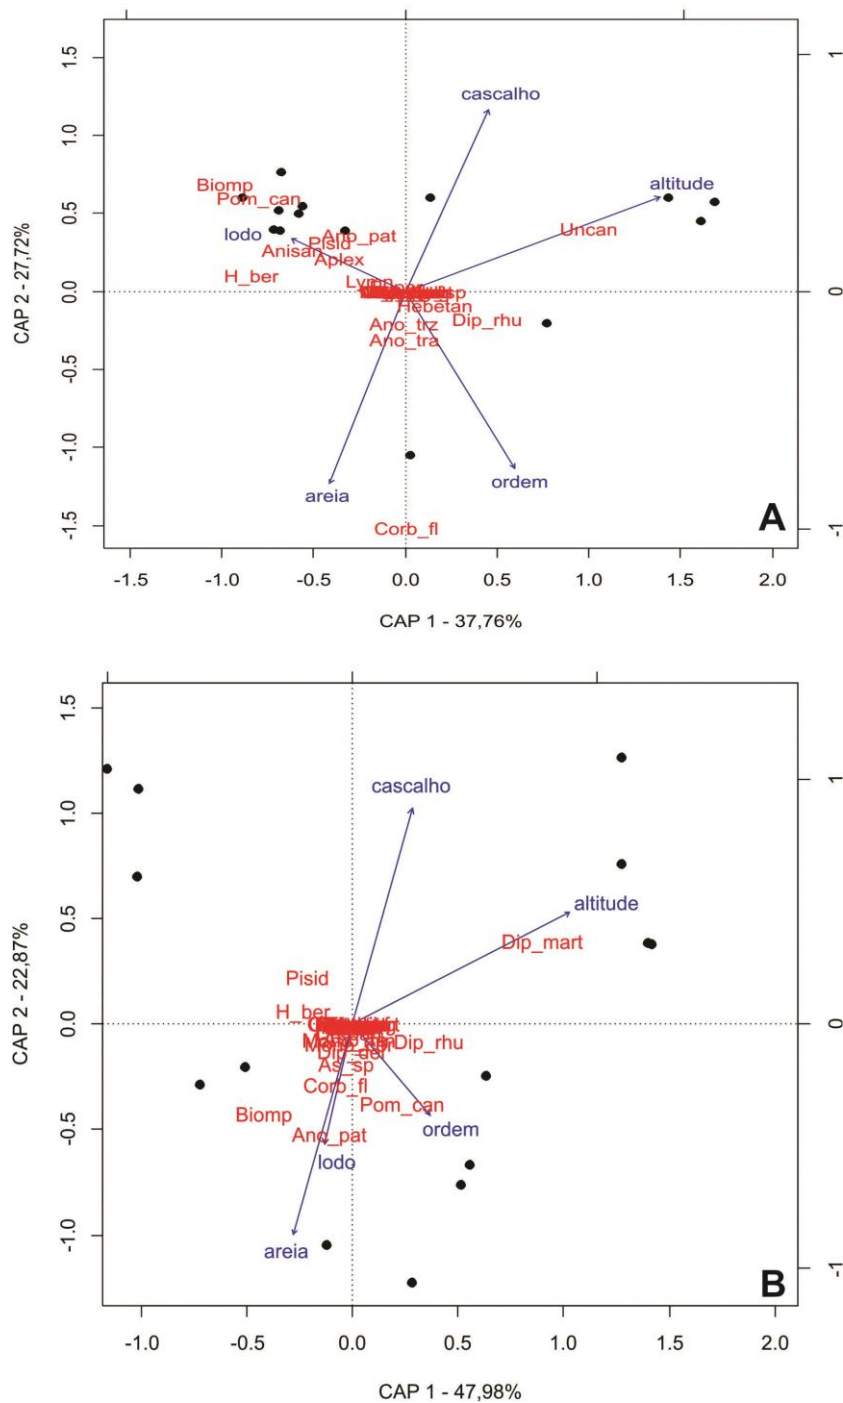 1.5
1.0
0.5
0.0
-0.5
-1.0
-1.5
CAP 2 - 27,72%
1
0
-1
cascalho
altitude
Biomp
Pom_can
lodo
Ano_pat
Pisid
Anisan
Aplex
H_ber
Uncan
Lymn
Hebetan
Dip_rhu
Ano_trz
Ano_tra
areia
ordem
Corb_fl
A
-1.5 -1.0 -0.5 0.0 0.5 1.0 1.5 2.0
CAP 1 - 37,76%
1.5
1.0
0.5
0.0
-0.5
-1.0
CAP 2 - 22,87%
1
0
-1
cascalho
altitude
Dip_mart
Pisid
H_ber
Dip_rhu
As_sp
Corb_fl
Pom_can
Biomp
ordem
Ano_pat
lodo
areia
B
-1.0 -0.5 0.0 0.5 1.0 1.5 2.0
CAP 1 - 47,98%